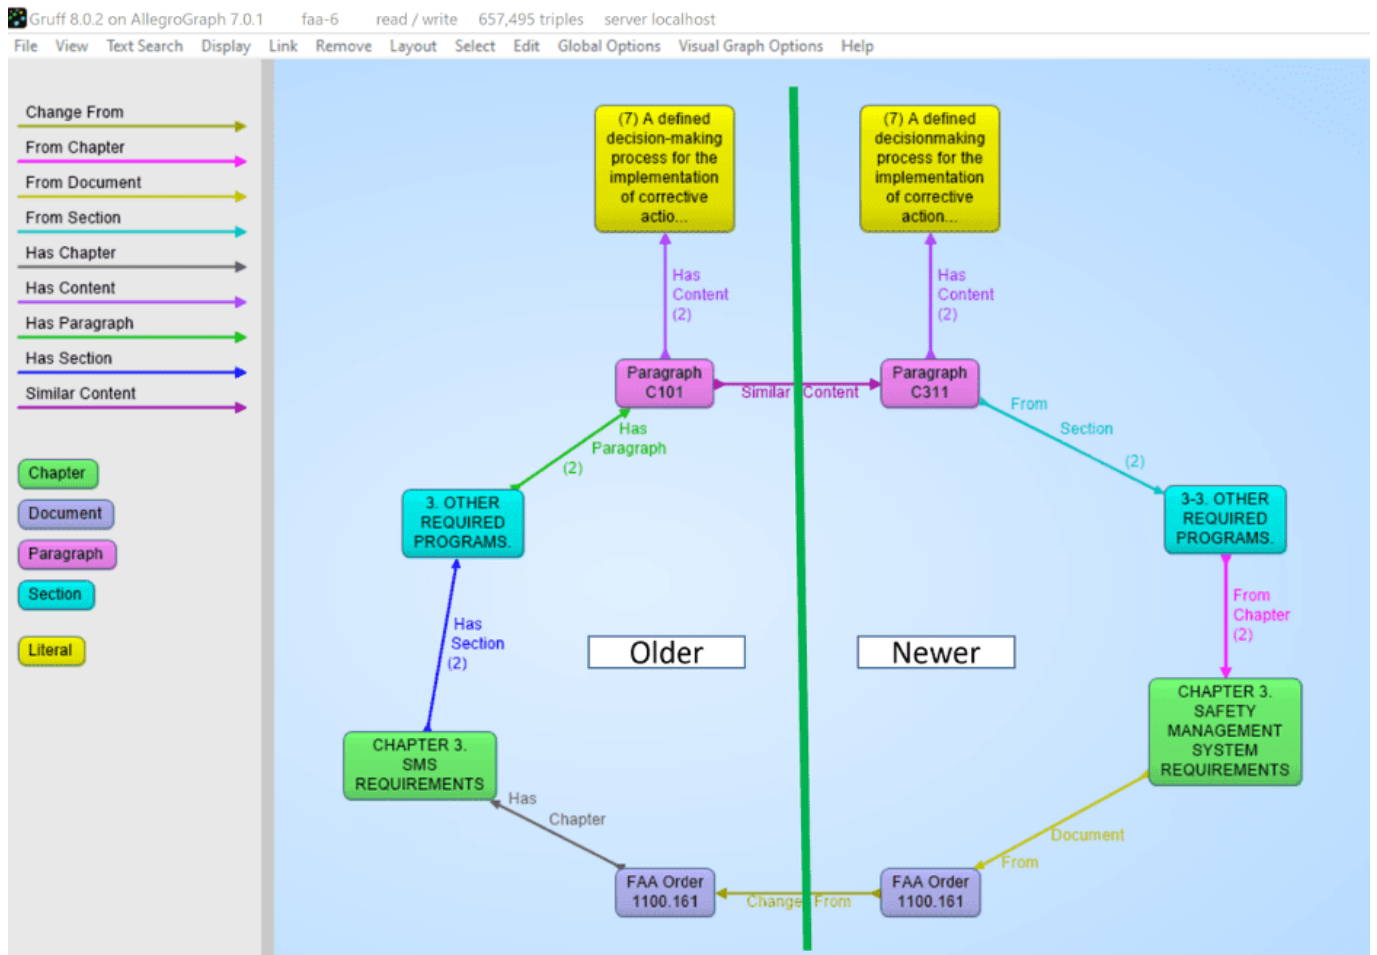 Gruff 8.0.2 on AllegroGraph 7.0.1 faa-6 read / write 657,495 triples server localhost
File View Text Search Display Link Remove Layout Select Edit Global Options Visual Graph Options Help
Change From
From Chapter
From Document
From Section
Has Chapter
Has Content
Has Paragraph
Has Section
Similar Content
Chapter
Document
Paragraph
Section
Literal
(7) A defined
decision-making
process for the
implementation
of corrective
actio...
Has
Content
(2)
Paragraph
C101
Similar Content
Has
Paragraph
(2)
3. OTHER
REQUIRED
PROGRAMS.
Has
Section
(2)
Older
CHAPTER 3.
SMS
REQUIREMENTS
Has
Chapter
FAA Order
1100.161
Change From
(7) A defined
decisionmaking
process for the
implementation
of corrective
action...
Has
Content
(2)
Paragraph
C311
From
Section
(2)
3-3. OTHER
REQUIRED
PROGRAMS.
From
Chapter
(2)
Newer
CHAPTER 3.
SAFETY
MANAGEMENT
SYSTEM
REQUIREMENTS
Document
From
FAA Order
1100.161